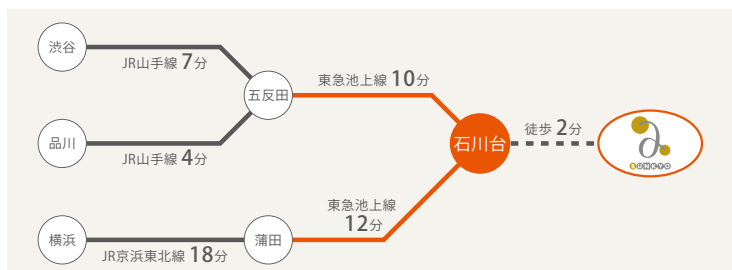 渋谷
JR山手線 7分
五反田
東急池上線 10分
品川
JR山手線 4分
石川台
徒歩 2分
BUNKYO
東急池上線
12分
横浜
JR京浜東北線 18分
蒲田